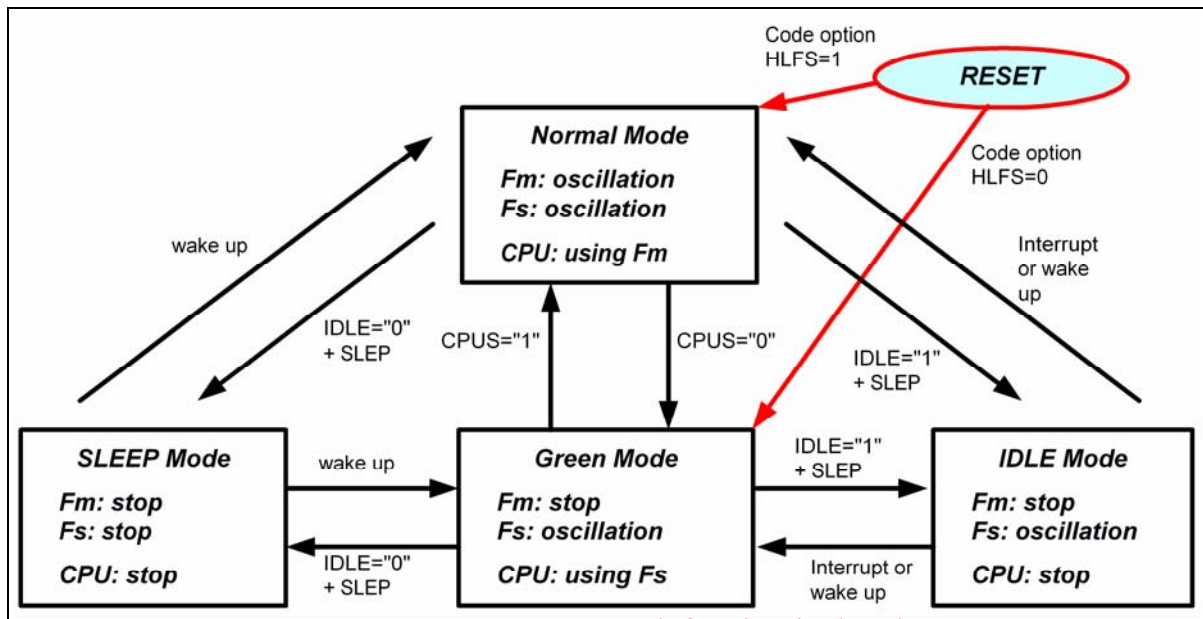 Code option
HLFS=1
RESET
Normal Mode
Fm: oscillation
Fs: oscillation
CPU: using Fm
Code option
HLFS=0
wake up
Interrupt
or wake
up
IDLE="0"
+ SLEP
CPUS="1"
CPUS="0"
IDLE="1"
+ SLEP
SLEEP Mode
Fm: stop
Fs: stop
CPU: stop
wake up
IDLE="0"
+ SLEP
Green Mode
Fm: stop
Fs: oscillation
CPU: using Fs
IDLE="1"
+ SLEP
Interrupt or
wake up
IDLE Mode
Fm: stop
Fs: oscillation
CPU: stop